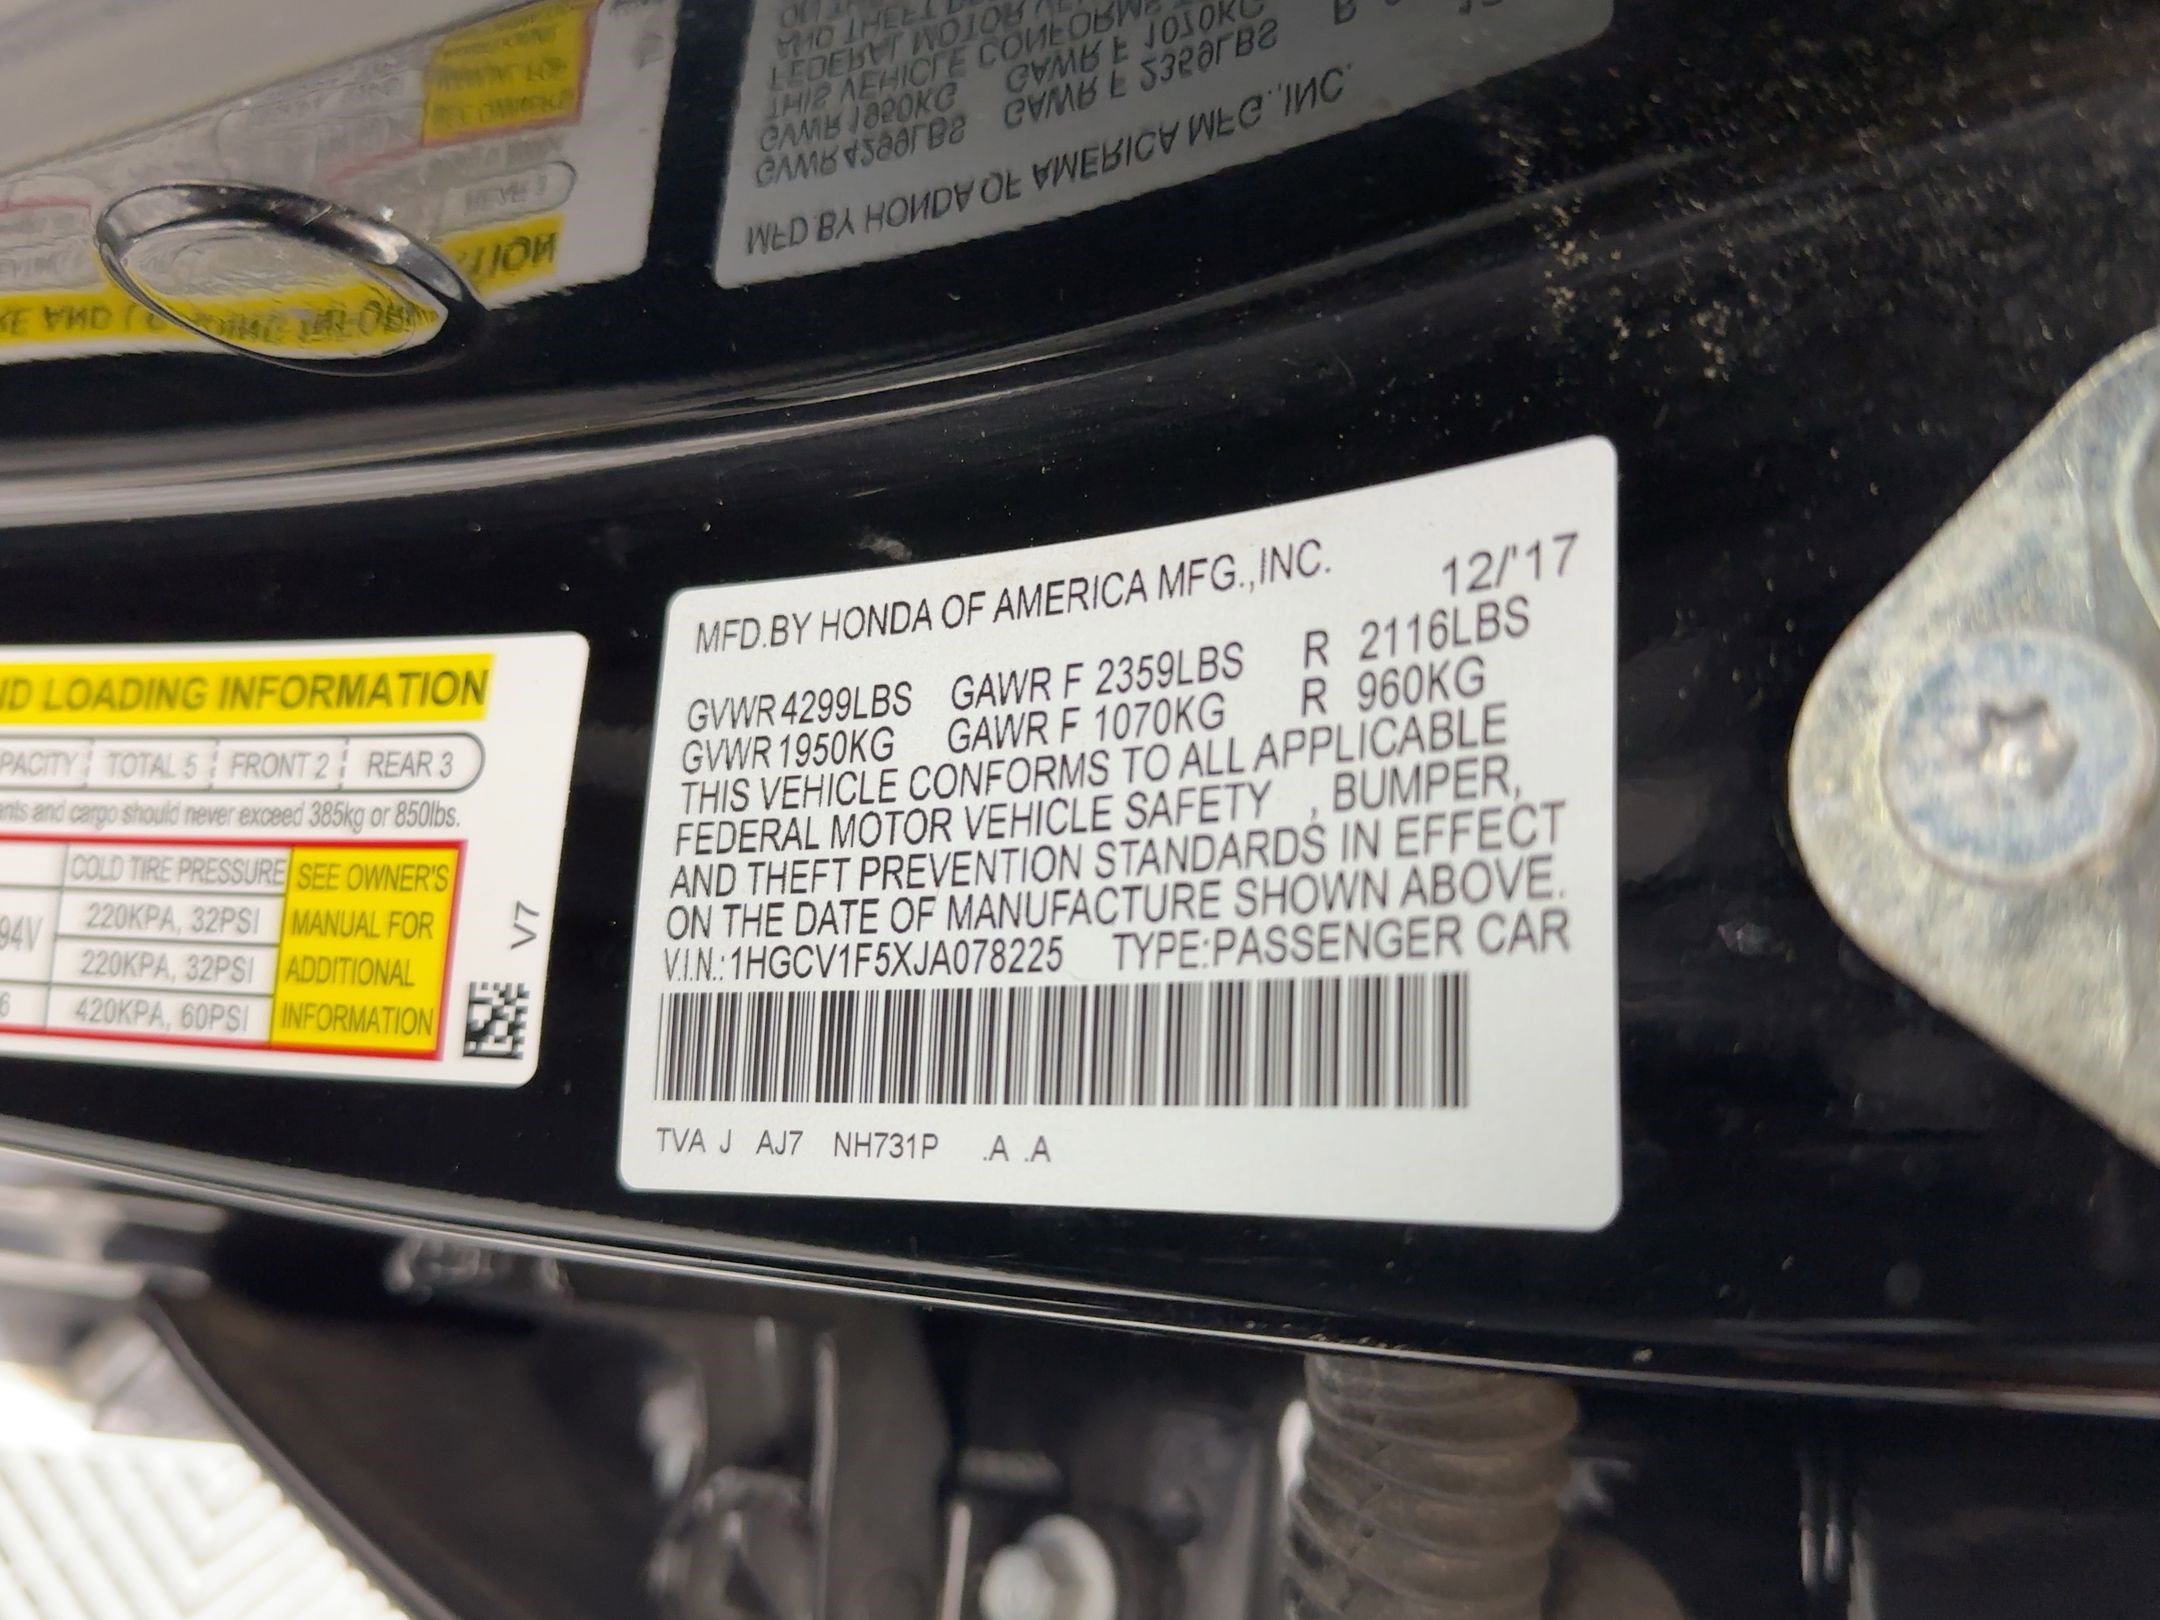 MFD.BY HONDA OF AMERICA MFG.,INC. 12/'17
GVWR 4299LBS GAWR F 2359LBS R 2116LBS
GVWR 1950KG GAWR F 1070KG R 960KG
THIS VEHICLE CONFORMS TO ALL APPLICABLE
FEDERAL MOTOR VEHICLE SAFETY , BUMPER,
AND THEFT PREVENTION STANDARDS IN EFFECT
ON THE DATE OF MANUFACTURE SHOWN ABOVE.
V.I.N.: 1HGCV1F5XJA078225 TYPE:PASSENGER CAR
TVA J AJ7 NH731P .A .A
ND LOADING INFORMATION
PACITY TOTAL 5 FRONT 2 REAR 3
nts and cargo should never exceed 385kg or 850lbs.
COLD TIRE PRESSURE
94V 220KPA, 32PSI
220KPA, 32PSI
6 420KPA, 60PSI
SEE OWNER'S
MANUAL FOR
ADDITIONAL
INFORMATION
V7